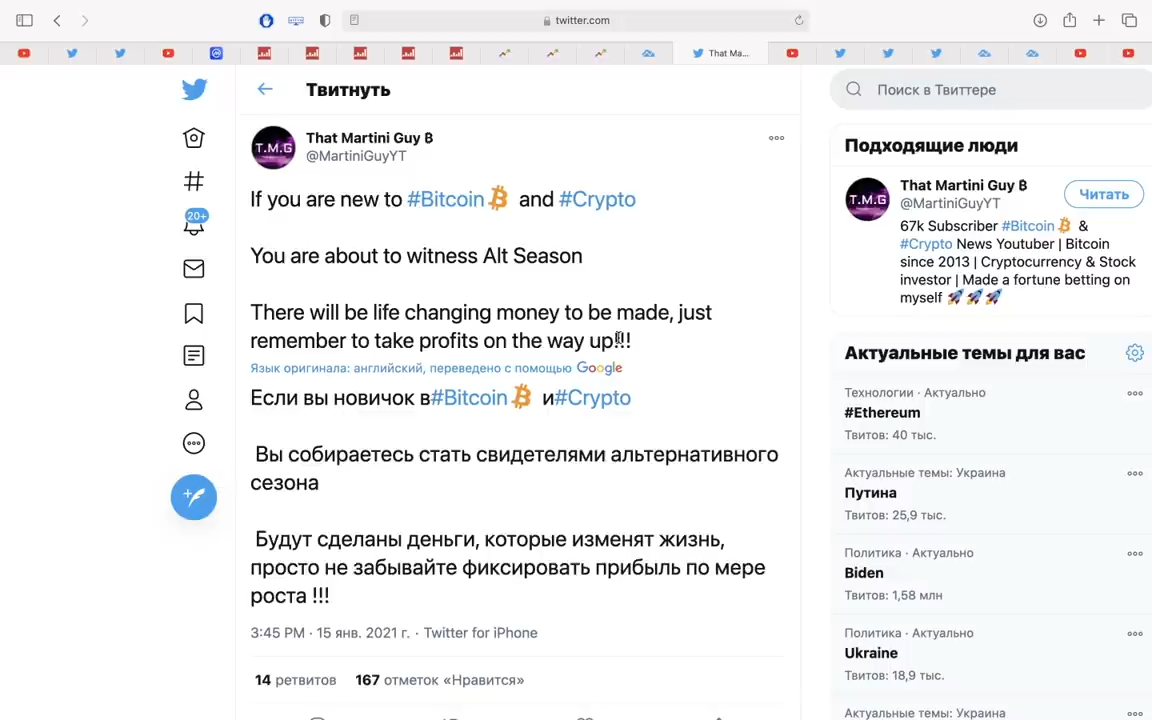 twitter.com
That Ma...
Твитнуть
T.M.G
That Martini Guy ₿
@MartiniGuyYT
If you are new to #Bitcoin and #Crypto
You are about to witness Alt Season
There will be life changing money to be made, just
remember to take profits on the way up!!!
Язык оригинала: английский, переведено с помощью Google
Если вы новичок в#Bitcoin и#Crypto
Вы собираетесь стать свидетелями альтернативного
сезона
Будут сделаны деньги, которые изменят жизнь,
просто не забывайте фиксировать прибыль по мере
роста !!!
3:45 PM · 15 янв. 2021 г. · Twitter for iPhone
14 ретвитов 167 отметок «Нравится»
20+
Поиск в Твиттере
Подходящие люди
T.M.G
That Martini Guy ₿
@MartiniGuyYT
Читать
67k Subscriber #Bitcoin &
#Crypto News Youtuber | Bitcoin
since 2013 | Cryptocurrency & Stock
investor | Made a fortune betting on
myself
Актуальные темы для вас
Технологии · Актуально
#Ethereum
Твитов: 40 тыс.
Актуальные темы: Украина
Путина
Твитов: 25,9 тыс.
Политика · Актуально
Biden
Твитов: 1,58 млн
Политика · Актуально
Ukraine
Твитов: 18,9 тыс.
Актуальные темы: Украина